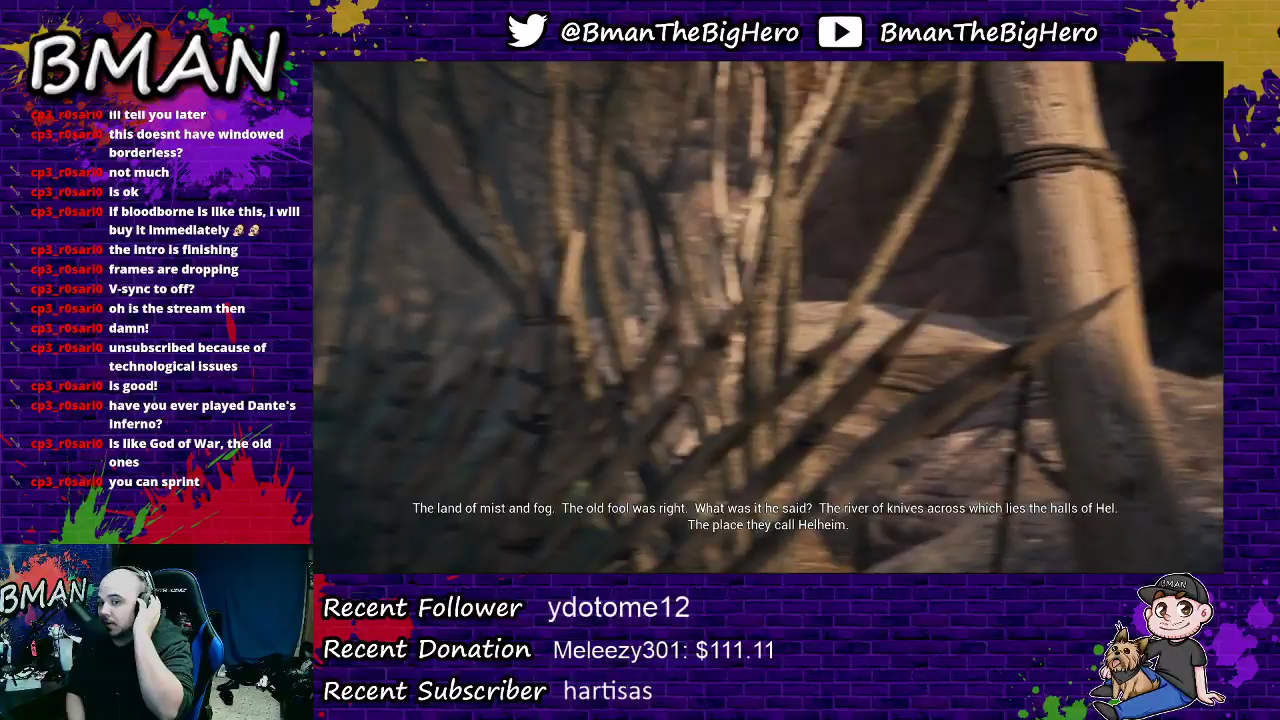 BMAN
@BmanTheBigHero
BmanTheBigHero
cp3_r0sari0 Ill tell you later
cp3_r0sari0 this doesnt have windowed
borderless?
cp3_r0sari0 not much
cp3_r0sari0 Is ok
cp3_r0sari0 if bloodborne is like this, i will
buy it immediately
cp3_r0sari0 the intro is finishing
cp3_r0sari0 frames are dropping
cp3_r0sari0 V-sync to off?
cp3_r0sari0 oh is the stream then
cp3_r0sari0 damn!
cp3_r0sari0 unsubscribed because of
technological issues
cp3_r0sari0 Is good!
cp3_r0sari0 have you ever played Dante's
Inferno?
cp3_r0sari0 Is like God of War, the old
ones
cp3_r0sari0 you can sprint
The land of mist and fog. The old fool was right. What was it he said? The river of knives across which lies the halls of Hel.
The place they call Helheim.
BMAN
Recent Follower ydotome12
Recent Donation Meleezy301: $111.11
Recent Subscriber hartisas
BMAN